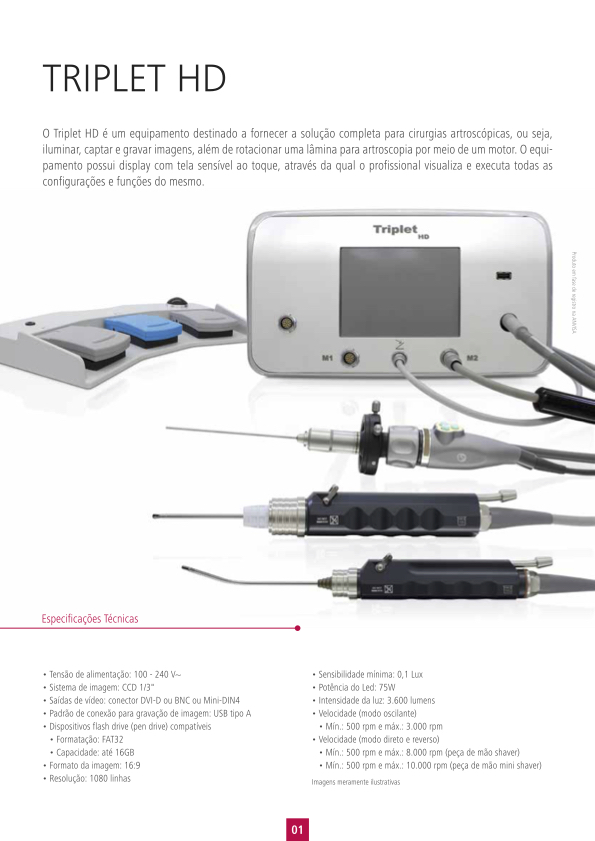 TRIPLET HD
O Triplet HD é um equipamento destinado a fornecer a solução completa para cirurgias artroscópicas, ou seja,
iluminar, captar e gravar imagens, além de rotacionar uma lâmina para artroscopia por meio de um motor. O equi-
pamento possui display com tela sensível ao toque, através da qual o profissional visualiza e executa todas as
configurações e funções do mesmo.
Triplet
HD
M1
M2
Produto em fase de registro na ANVISA
Especificações Técnicas
• Tensão de alimentação: 100 - 240 V~
• Sistema de imagem: CCD 1/3"
• Saídas de vídeo: conector DVI-D ou BNC ou Mini-DIN4
• Padrão de conexão para gravação de imagem: USB tipo A
• Dispositivos flash drive (pen drive) compatíveis
• Formatação: FAT32
• Capacidade: até 16GB
• Formato da imagem: 16:9
• Resolução: 1080 linhas
• Sensibilidade mínima: 0,1 Lux
• Potência do Led: 75W
• Intensidade da luz: 3.600 lumens
• Velocidade (modo oscilante)
• Mín.: 500 rpm e máx.: 3.000 rpm
• Velocidade (modo direto e reverso)
• Mín.: 500 rpm e máx.: 8.000 rpm (peça de mão shaver)
• Mín.: 500 rpm e máx.: 10.000 rpm (peça de mão mini shaver)
Imagens meramente ilustrativas
01